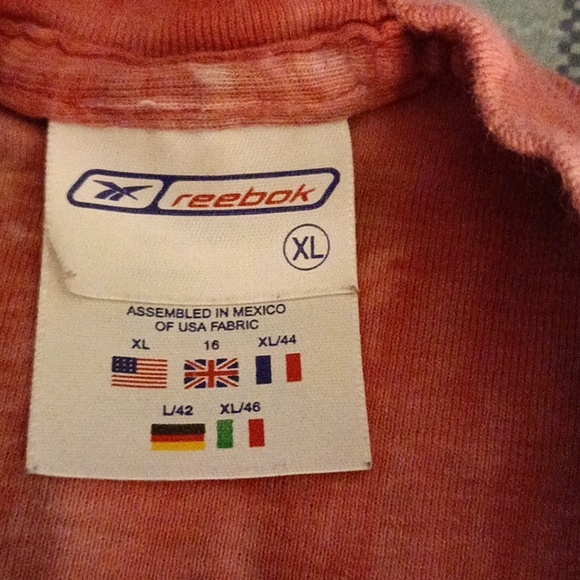 reebok
XL
ASSEMBLED IN MEXICO
OF USA FABRIC
XL 16 XL/44
L/42 XL/46